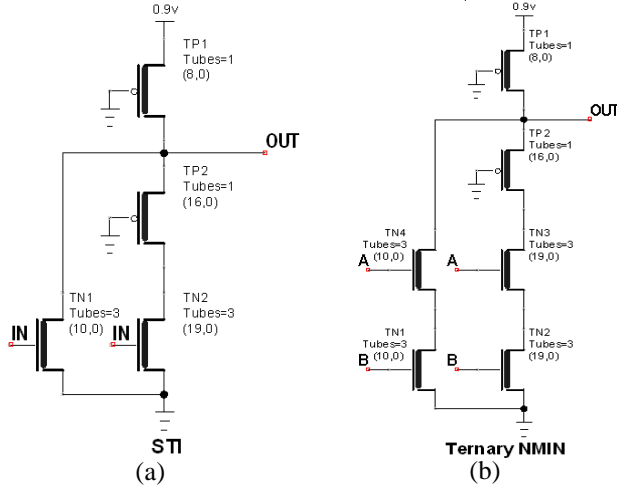 0.9v
TP1
Tubes=1
(8,0)
OUT
TP2
Tubes=1
(16,0)
TN1
Tubes=3
(10,0)
TN2
Tubes=3
(19,0)
IN
IN
STI
(a)
0.9v
TP1
Tubes=1
(8,0)
OUT
TP2
Tubes=1
(16,0)
TN4
Tubes=3
(10,0)
TN3
Tubes=3
(19,0)
A
A
TN1
Tubes=3
(10,0)
TN2
Tubes=3
(19,0)
B
B
Ternary NMIN
(b)